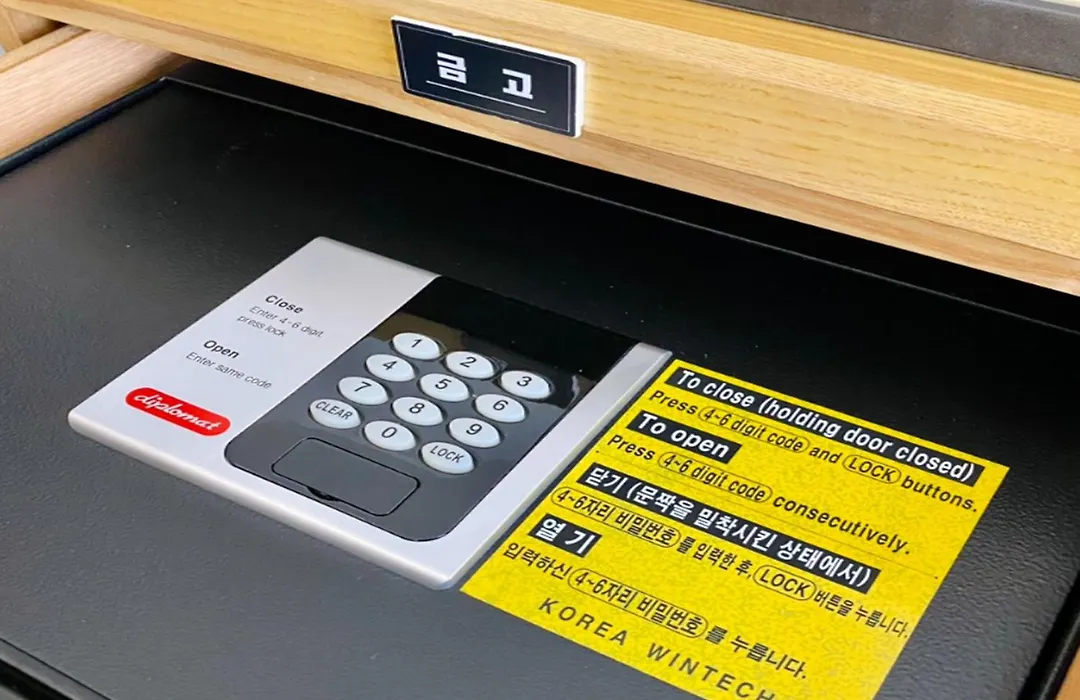 금고
Close
Enter 4-6 digit
press lock
Open
Enter same code
diplomat
1 2 3
4 5 6
7 8 9
CLEAR 0 LOCK
To close (holding door closed)
Press 4~6 digit code and LOCK buttons.
To open
Press 4~6 digit code consecutively.
닫기 (문짝을 밀착시킨 상태에서)
4~6자리 비밀번호 를 입력한 후, LOCK 버튼을 누릅니다.
열기
입력하신 4~6자리 비밀번호 를 누릅니다.
KOREA WINTECH